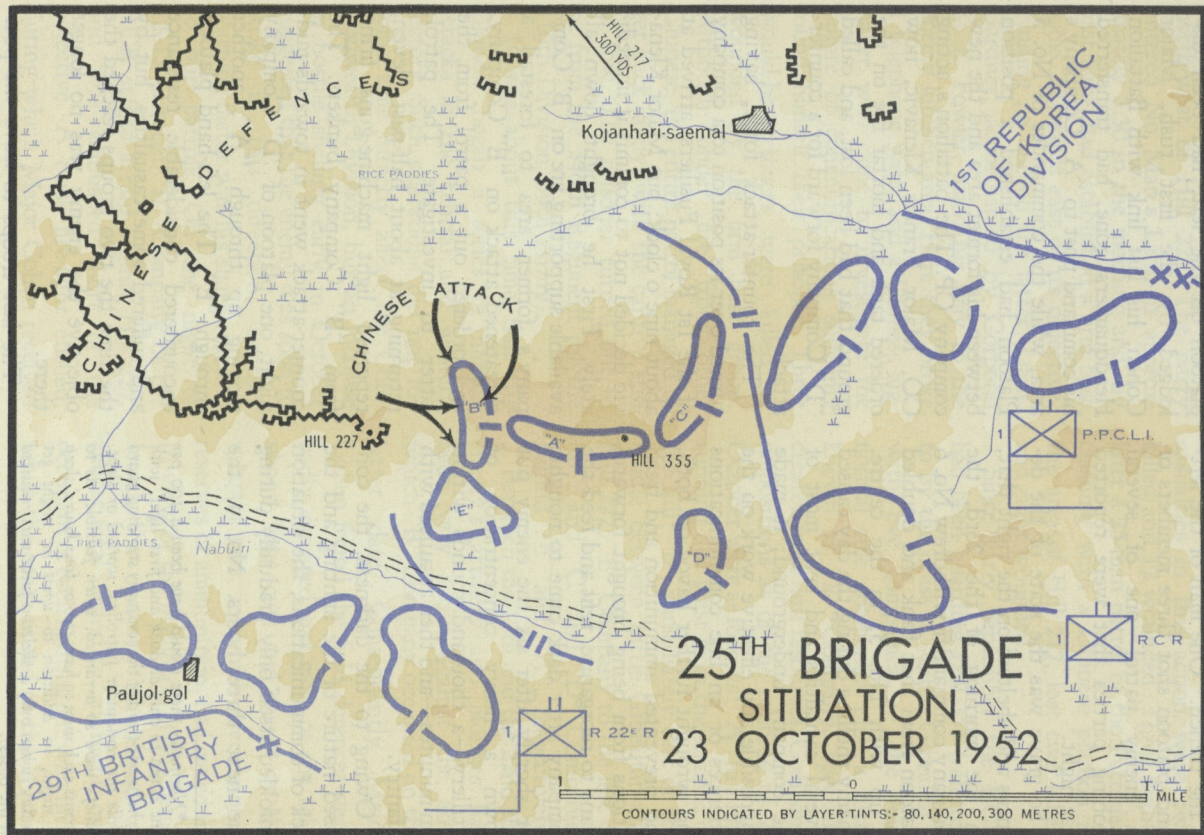 HILL 217
300 YDS
CHINESE DEFENCES
Kojanhari-saemal
1ST REPUBLIC
OF KOREA
DIVISION
RICE PADDIES
CHINESE ATTACK
"B"
"A"
"C"
HILL 227
HILL 355
1
P.P.C.L.I.
"E"
RICE PADDIES
Nabu-ri
"D"
1
R C R
Paujol-gol
25TH BRIGADE
SITUATION
23 OCTOBER 1952
1
R 22E R
29TH BRITISH
INFANTRY
BRIGADE
1 0 1 MILE
CONTOURS INDICATED BY LAYER TINTS:- 80, 140, 200, 300 METRES